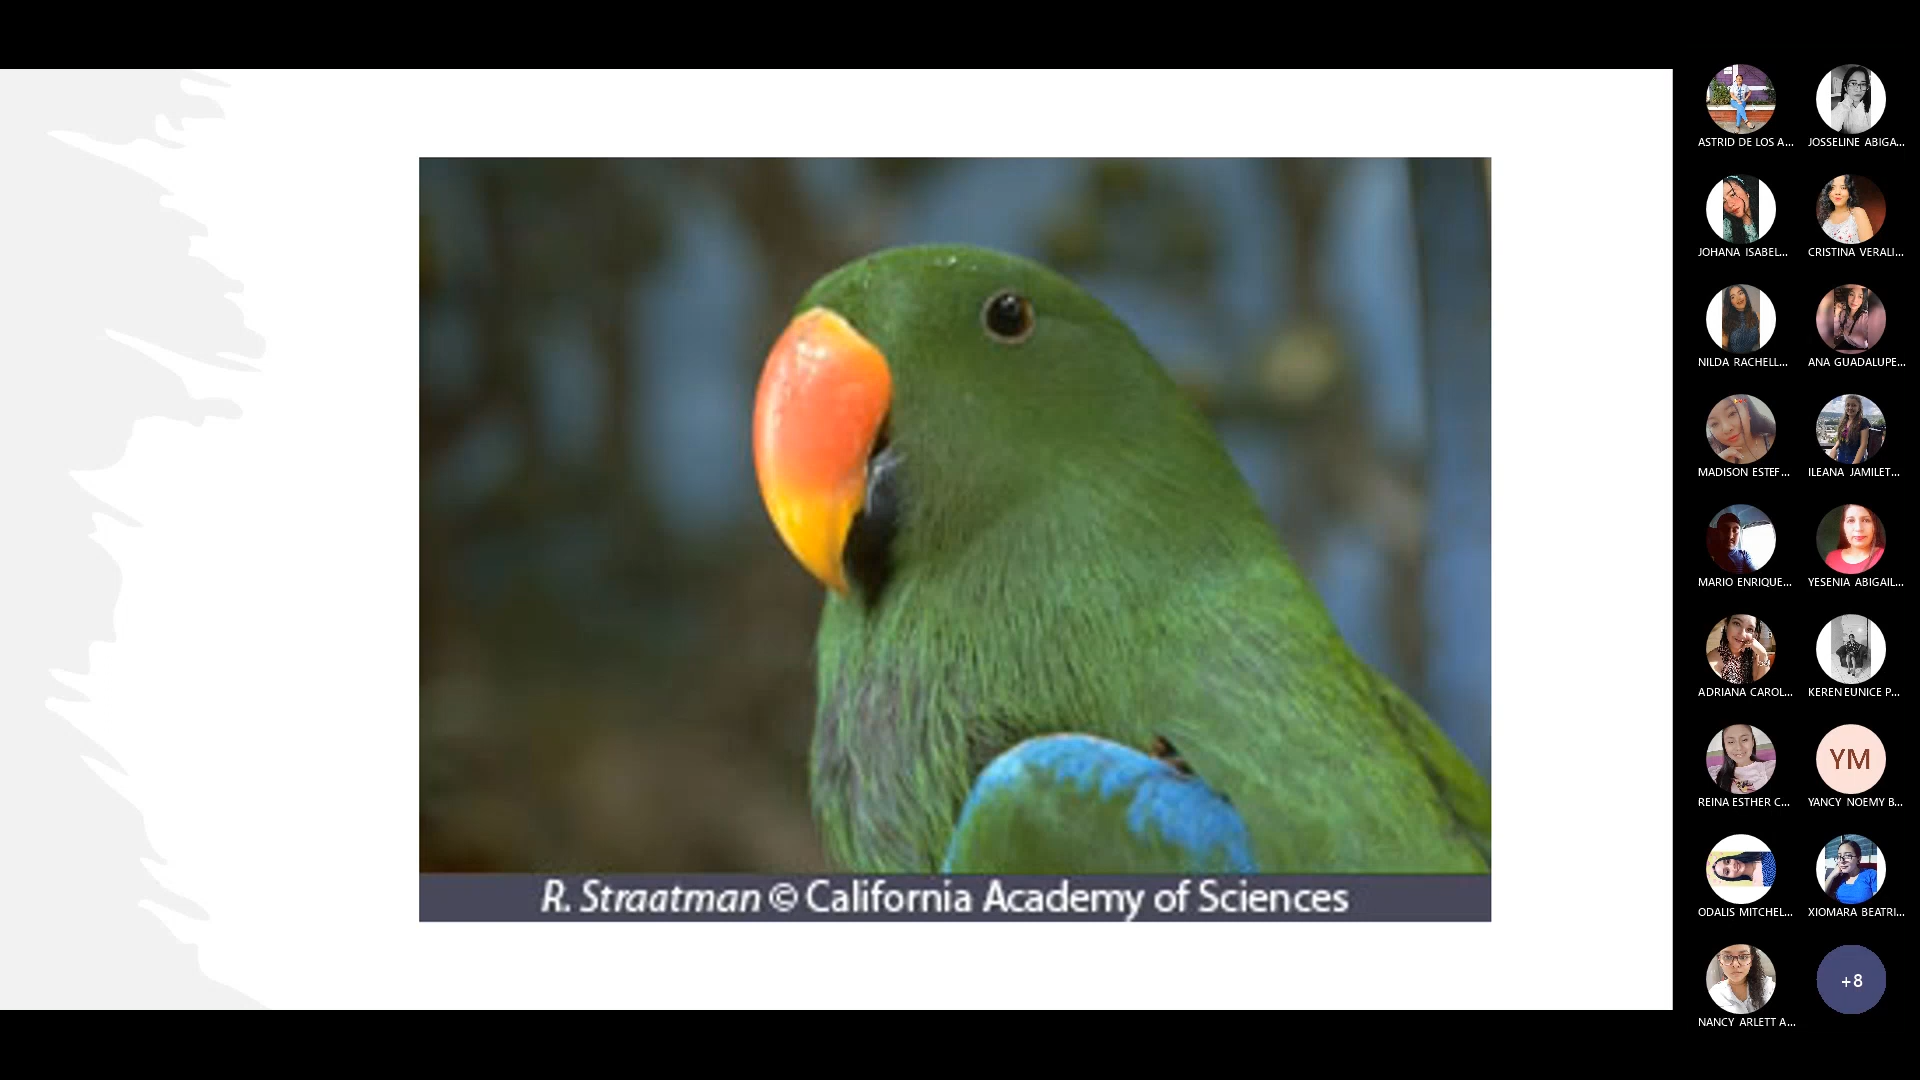 R. Straatman © California Academy of Sciences
ASTRID DE LOS A...
JOSSELINE ABIGA...
JOHANA ISABEL...
CRISTINA VERALI...
NILDA RACHELL...
ANA GUADALUPE...
MADISON ESTEF...
ILEANA JAMILET...
MARIO ENRIQUE...
YESENIA ABIGAIL...
ADRIANA CAROL...
KEREN EUNICE P...
REINA ESTHER C...
YM
YANCY NOEMY B...
ODALIS MITCHEL...
XIOMARA BEATRI...
NANCY ARLETT A...
+8